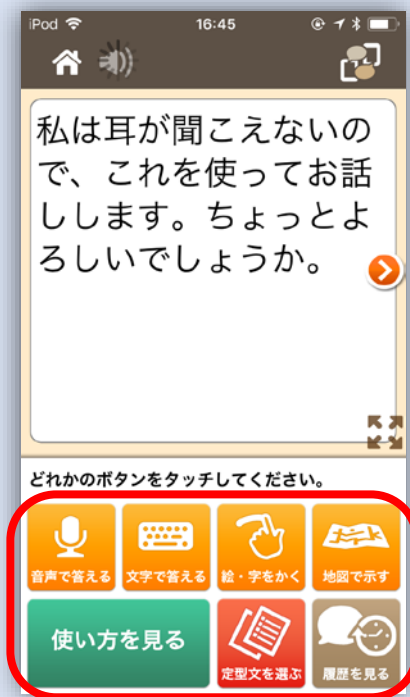 iPod 16:45
私は耳が聞こえないの
で、これを使ってお話
しします。ちょっとよ
ろしいでしょうか。
どれかのボタンをタッチしてください。
音声で答える 文字で答える 絵・字をかく 地図で示す
使い方を見る 定型文を選ぶ 履歴を見る